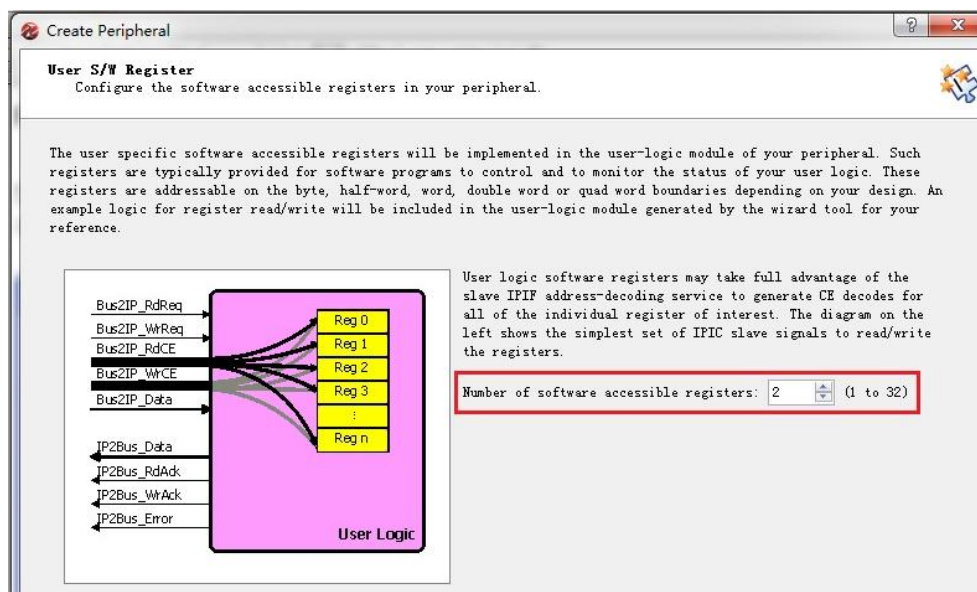 Create Peripheral
?
X
User S/W Register
Configure the software accessible registers in your peripheral.
The user specific software accessible registers will be implemented in the user-logic module of your peripheral. Such
registers are typically provided for software programs to control and to monitor the status of your user logic. These
registers are addressable on the byte, half-word, word, double word or quad word boundaries depending on your design. An
example logic for register read/write will be included in the user-logic module generated by the wizard tool for your
reference.
Bus2IP_RdReq
Bus2IP_WrReq
Bus2IP_RdCE
Bus2IP_WrCE
Bus2IP_Data
IP2Bus_Data
IP2Bus_RdAck
IP2Bus_WrAck
IP2Bus_Error
Reg 0
Reg 1
Reg 2
Reg 3
⋮
Reg n
User Logic
User logic software registers may take full advantage of the
slave IPIF address-decoding service to generate CE decodes for
all of the individual register of interest. The diagram on the
left shows the simplest set of IPIC slave signals to read/write
the registers.
Number of software accessible registers: 2 (1 to 32)